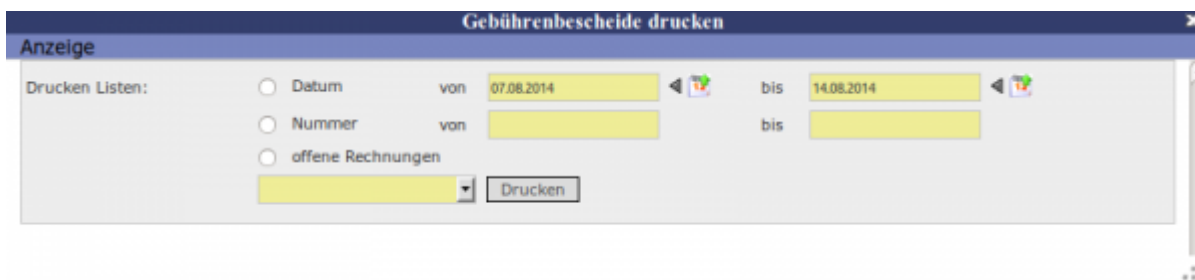 Gebührenbescheide drucken
Anzeige
Drucken Listen: Datum von 07.08.2014 bis 14.08.2014
Nummer von bis
offene Rechnungen
Drucken